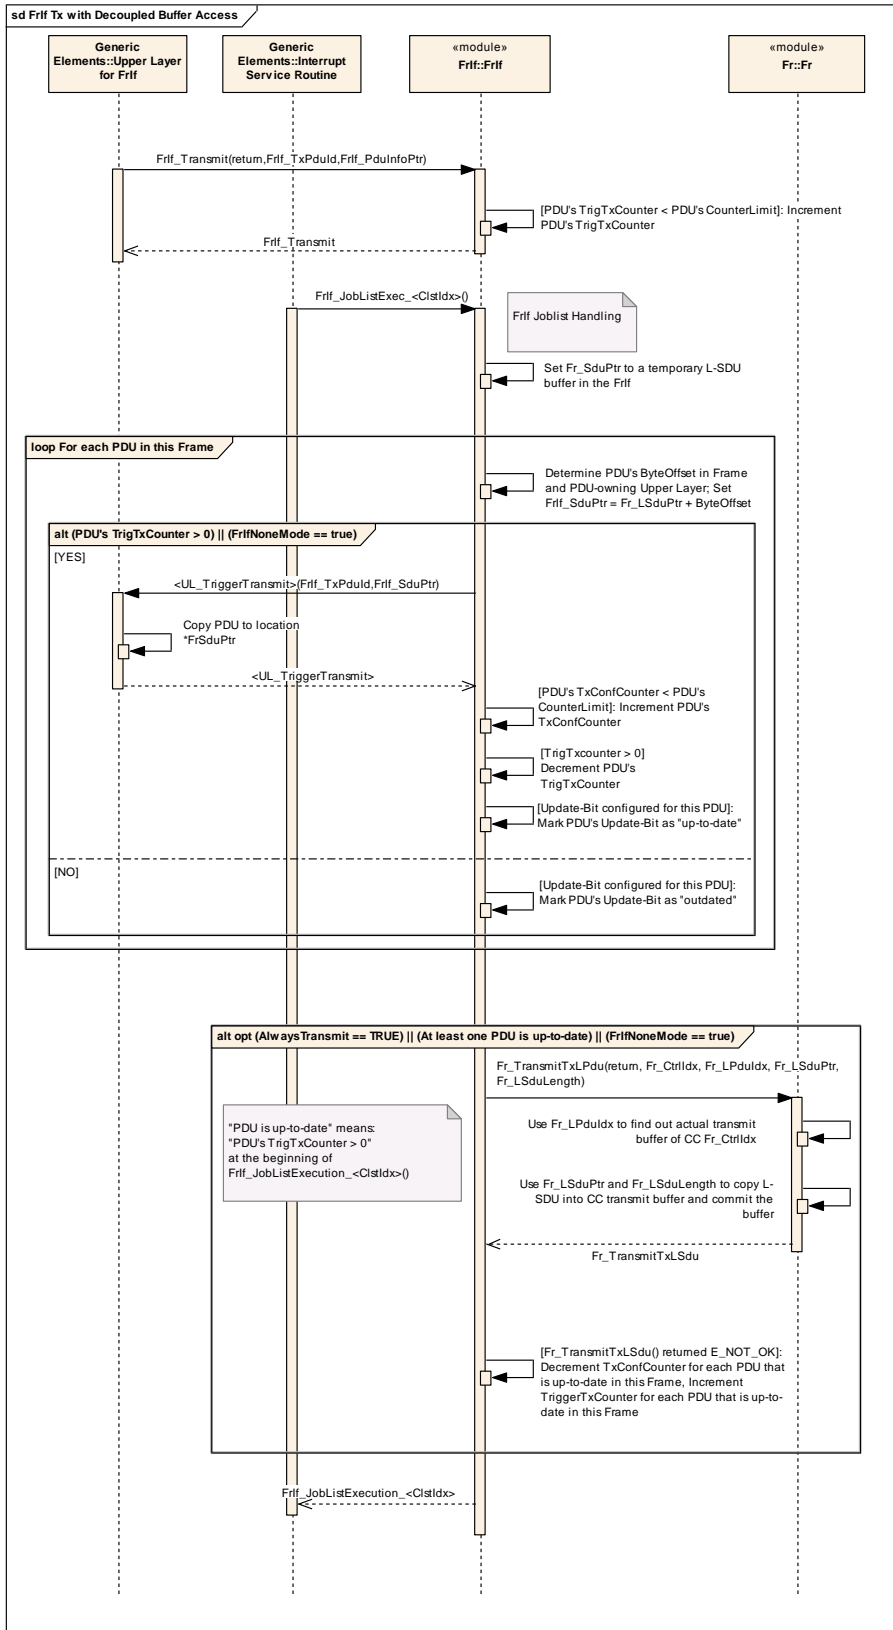 sd FrIf Tx with Decoupled Buffer Access
Generic
Elements::Upper Layer
for FrIf
Generic
Elements::Interrupt
Service Routine
«module»
FrIf::FrIf
«module»
Fr::Fr
FrIf_Transmit(return,FrIf_TxPduId,FrIf_PduInfoPtr)
[PDU's TrigTxCounter < PDU's CounterLimit]: Increment
PDU's TrigTxCounter
FrIf_Transmit
FrIf_JobListExec_<ClstIdx>()
FrIf Joblist Handling
Set Fr_SduPtr to a temporary L-SDU
buffer in the FrIf
loop For each PDU in this Frame
Determine PDU's ByteOffset in Frame
and PDU-owning Upper Layer; Set
FrIf_SduPtr = Fr_LSduPtr + ByteOffset
alt (PDU's TrigTxCounter > 0) || (FrIfNoneMode == true)
[YES]
<UL_TriggerTransmit>(FrIf_TxPduId,FrIf_SduPtr)
Copy PDU to location
*FrSduPtr
<UL_TriggerTransmit>
[PDU's TxConfCounter < PDU's
CounterLimit]: Increment PDU's
TxConfCounter
[TrigTxcounter > 0]
Decrement PDU's
TrigTxCounter
[Update-Bit configured for this PDU]:
Mark PDU's Update-Bit as "up-to-date"
[NO]
[Update-Bit configured for this PDU]:
Mark PDU's Update-Bit as "outdated"
alt opt (AlwaysTransmit == TRUE) || (At least one PDU is up-to-date) || (FrIfNoneMode == true)
Fr_TransmitTxLPdu(return, Fr_CtrlIdx, Fr_LPduIdx, Fr_LSduPtr,
Fr_LSduLength)
"PDU is up-to-date" means:
"PDU's TrigTxCounter > 0"
at the beginning of
FrIf_JobListExecution_<ClstIdx>()
Use Fr_LPduIdx to find out actual transmit
buffer of CC Fr_CtrlIdx
Use Fr_LSduPtr and Fr_LSduLength to copy L-
SDU into CC transmit buffer and commit the
buffer
Fr_TransmitTxLSdu
[Fr_TransmitTxLSdu() returned E_NOT_OK]:
Decrement TxConfCounter for each PDU that
is up-to-date in this Frame, Increment
TriggerTxCounter for each PDU that is up-to-
date in this Frame
FrIf_JobListExecution_<ClstIdx>